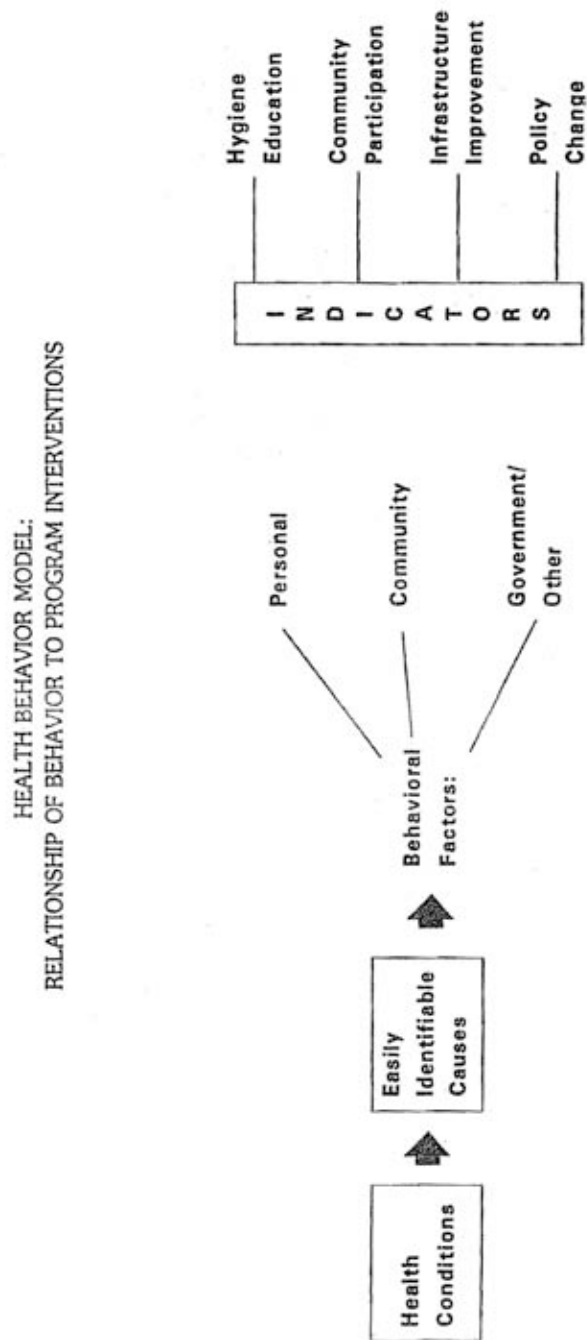 HEALTH BEHAVIOR MODEL:
RELATIONSHIP OF BEHAVIOR TO PROGRAM INTERVENTIONS
Health
Conditions
Easily
Identifiable
Causes
Behavioral
Factors:
Personal
Community
Government/
Other
INDICATORS
Hygiene
Education
Community
Participation
Infrastructure
Improvement
Policy
Change